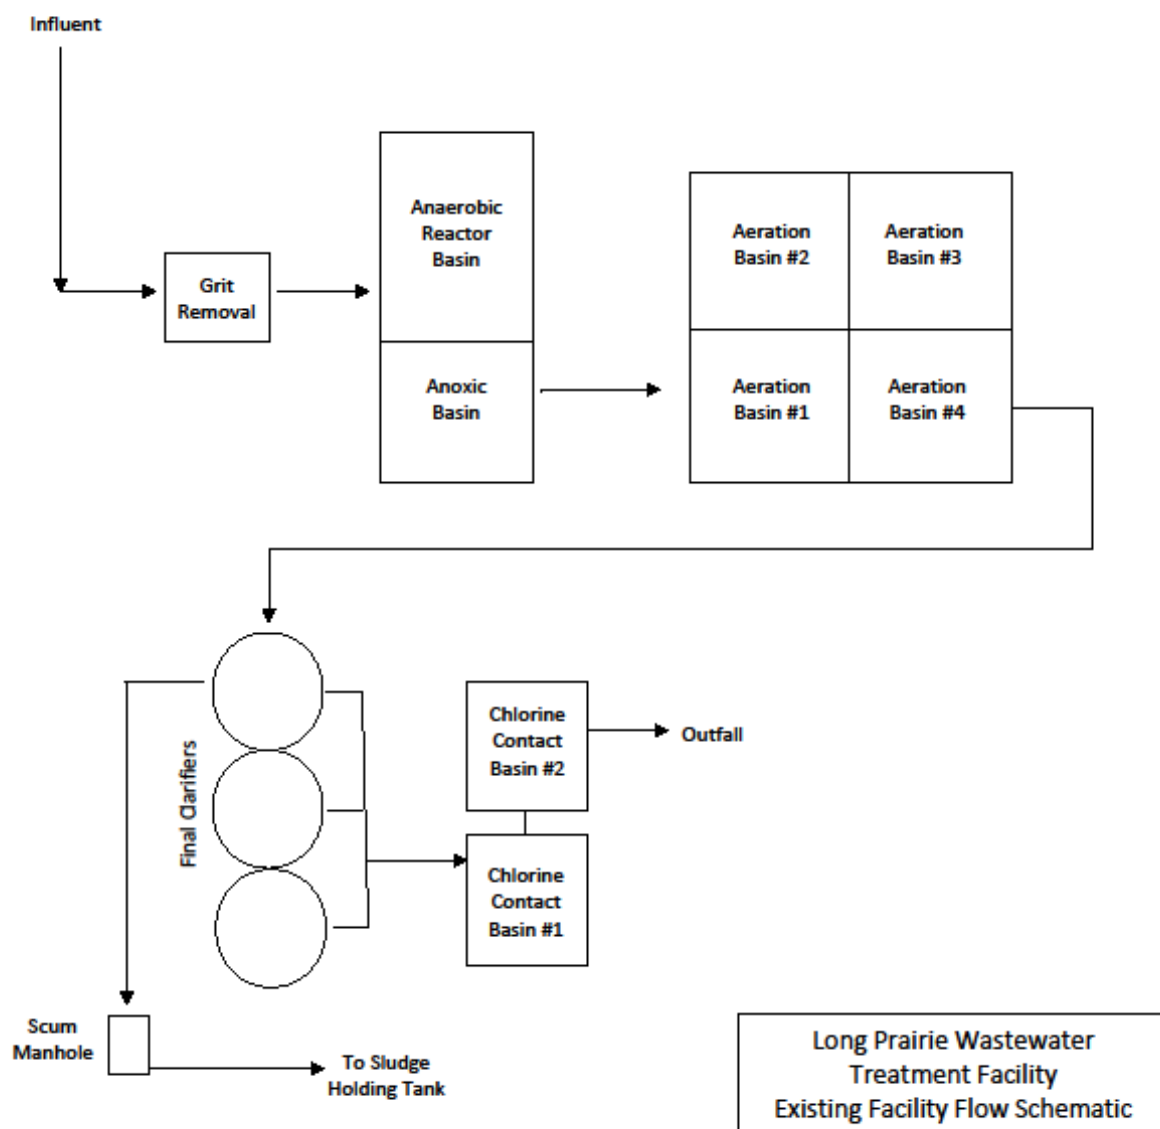 Influent
Grit
Removal
Anaerobic
Reactor
Basin
Anoxic
Basin
Aeration
Basin #2
Aeration
Basin #3
Aeration
Basin #1
Aeration
Basin #4
Final Clarifiers
Chlorine
Contact
Basin #2
Outfall
Chlorine
Contact
Basin #1
Scum
Manhole
To Sludge
Holding Tank
Long Prairie Wastewater
Treatment Facility
Existing Facility Flow Schematic